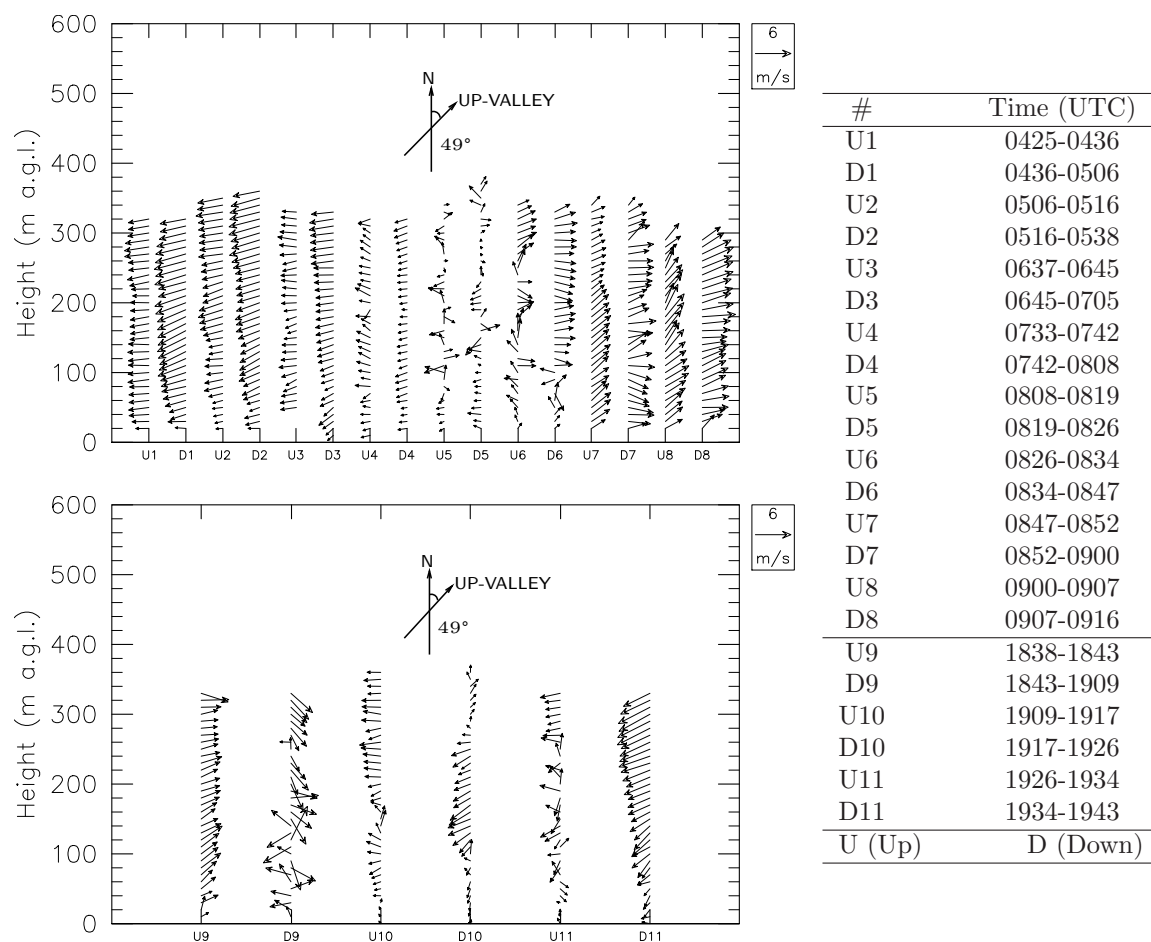 600
500
400
300
200
100
0
Height (m a.g.l.)
N
UP-VALLEY
49°
6
m/s
U1 D1 U2 D2 U3 D3 U4 D4 U5 D5 U6 D6 U7 D7 U8 D8
600
500
400
300
200
100
0
Height (m a.g.l.)
N
UP-VALLEY
49°
6
m/s
U9 D9 U10 D10 U11 D11
# Time (UTC)
U1 0425-0436
D1 0436-0506
U2 0506-0516
D2 0516-0538
U3 0637-0645
D3 0645-0705
U4 0733-0742
D4 0742-0808
U5 0808-0819
D5 0819-0826
U6 0826-0834
D6 0834-0847
U7 0847-0852
D7 0852-0900
U8 0900-0907
D8 0907-0916
U9 1838-1843
D9 1843-1909
U10 1909-1917
D10 1917-1926
U11 1926-1934
D11 1934-1943
U (Up) D (Down)